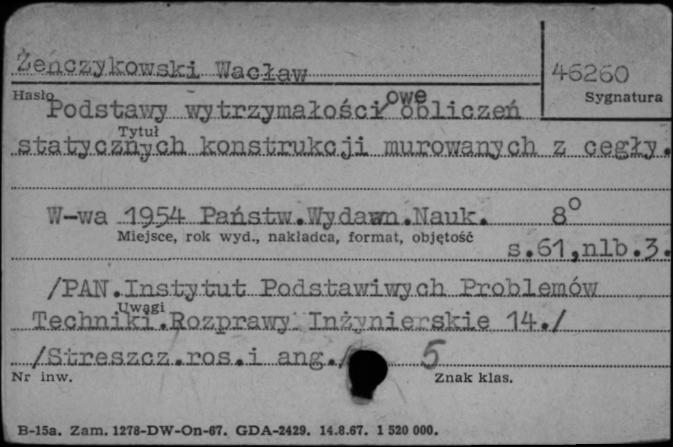 Żenczykowski Wacław
46260
Hasło
Sygnatura
Podstawy wytrzymałościowe obliczeń
Tytuł
statycznych konstrukcji murowanych z cegły.
W-wa 1954 Państw.Wydawn.Nauk. 8°
Miejsce, rok wyd., nakładca, format, objętość
s.61,nlb.3.
/PAN.Instytut Podstawiwych Problemów
Uwagi
Techniki.Rozprawy Inżynierskie 14./
/Streszcz.ros.i ang./
5
Nr inw.
Znak klas.
B-15a. Zam. 1278-DW-On-67. GDA-2429. 14.8.67. 1 520 000.